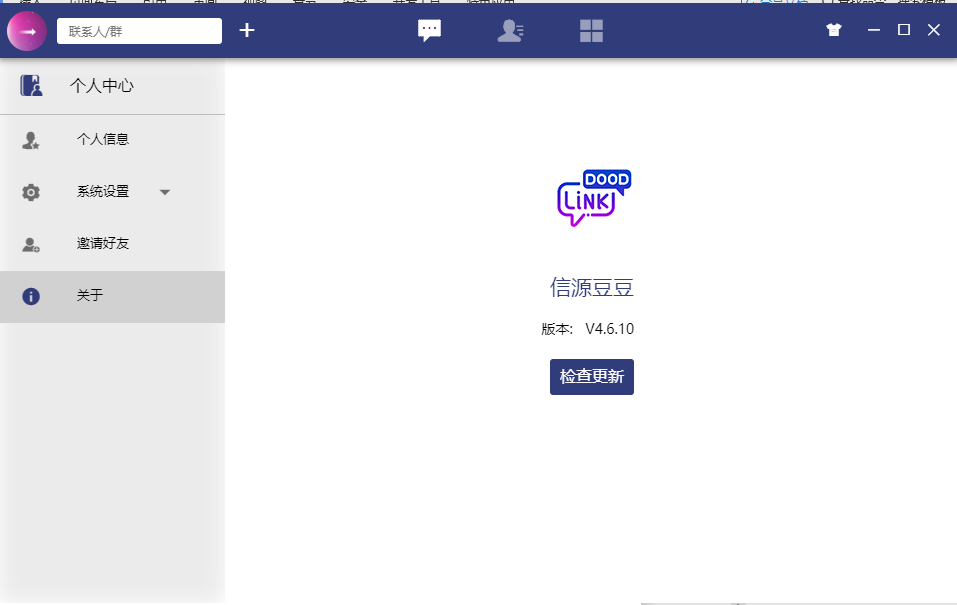 联系人/群
个人中心
个人信息
系统设置
邀请好友
关于
DOOD
LiNK
信源豆豆
版本: V4.6.10
检查更新